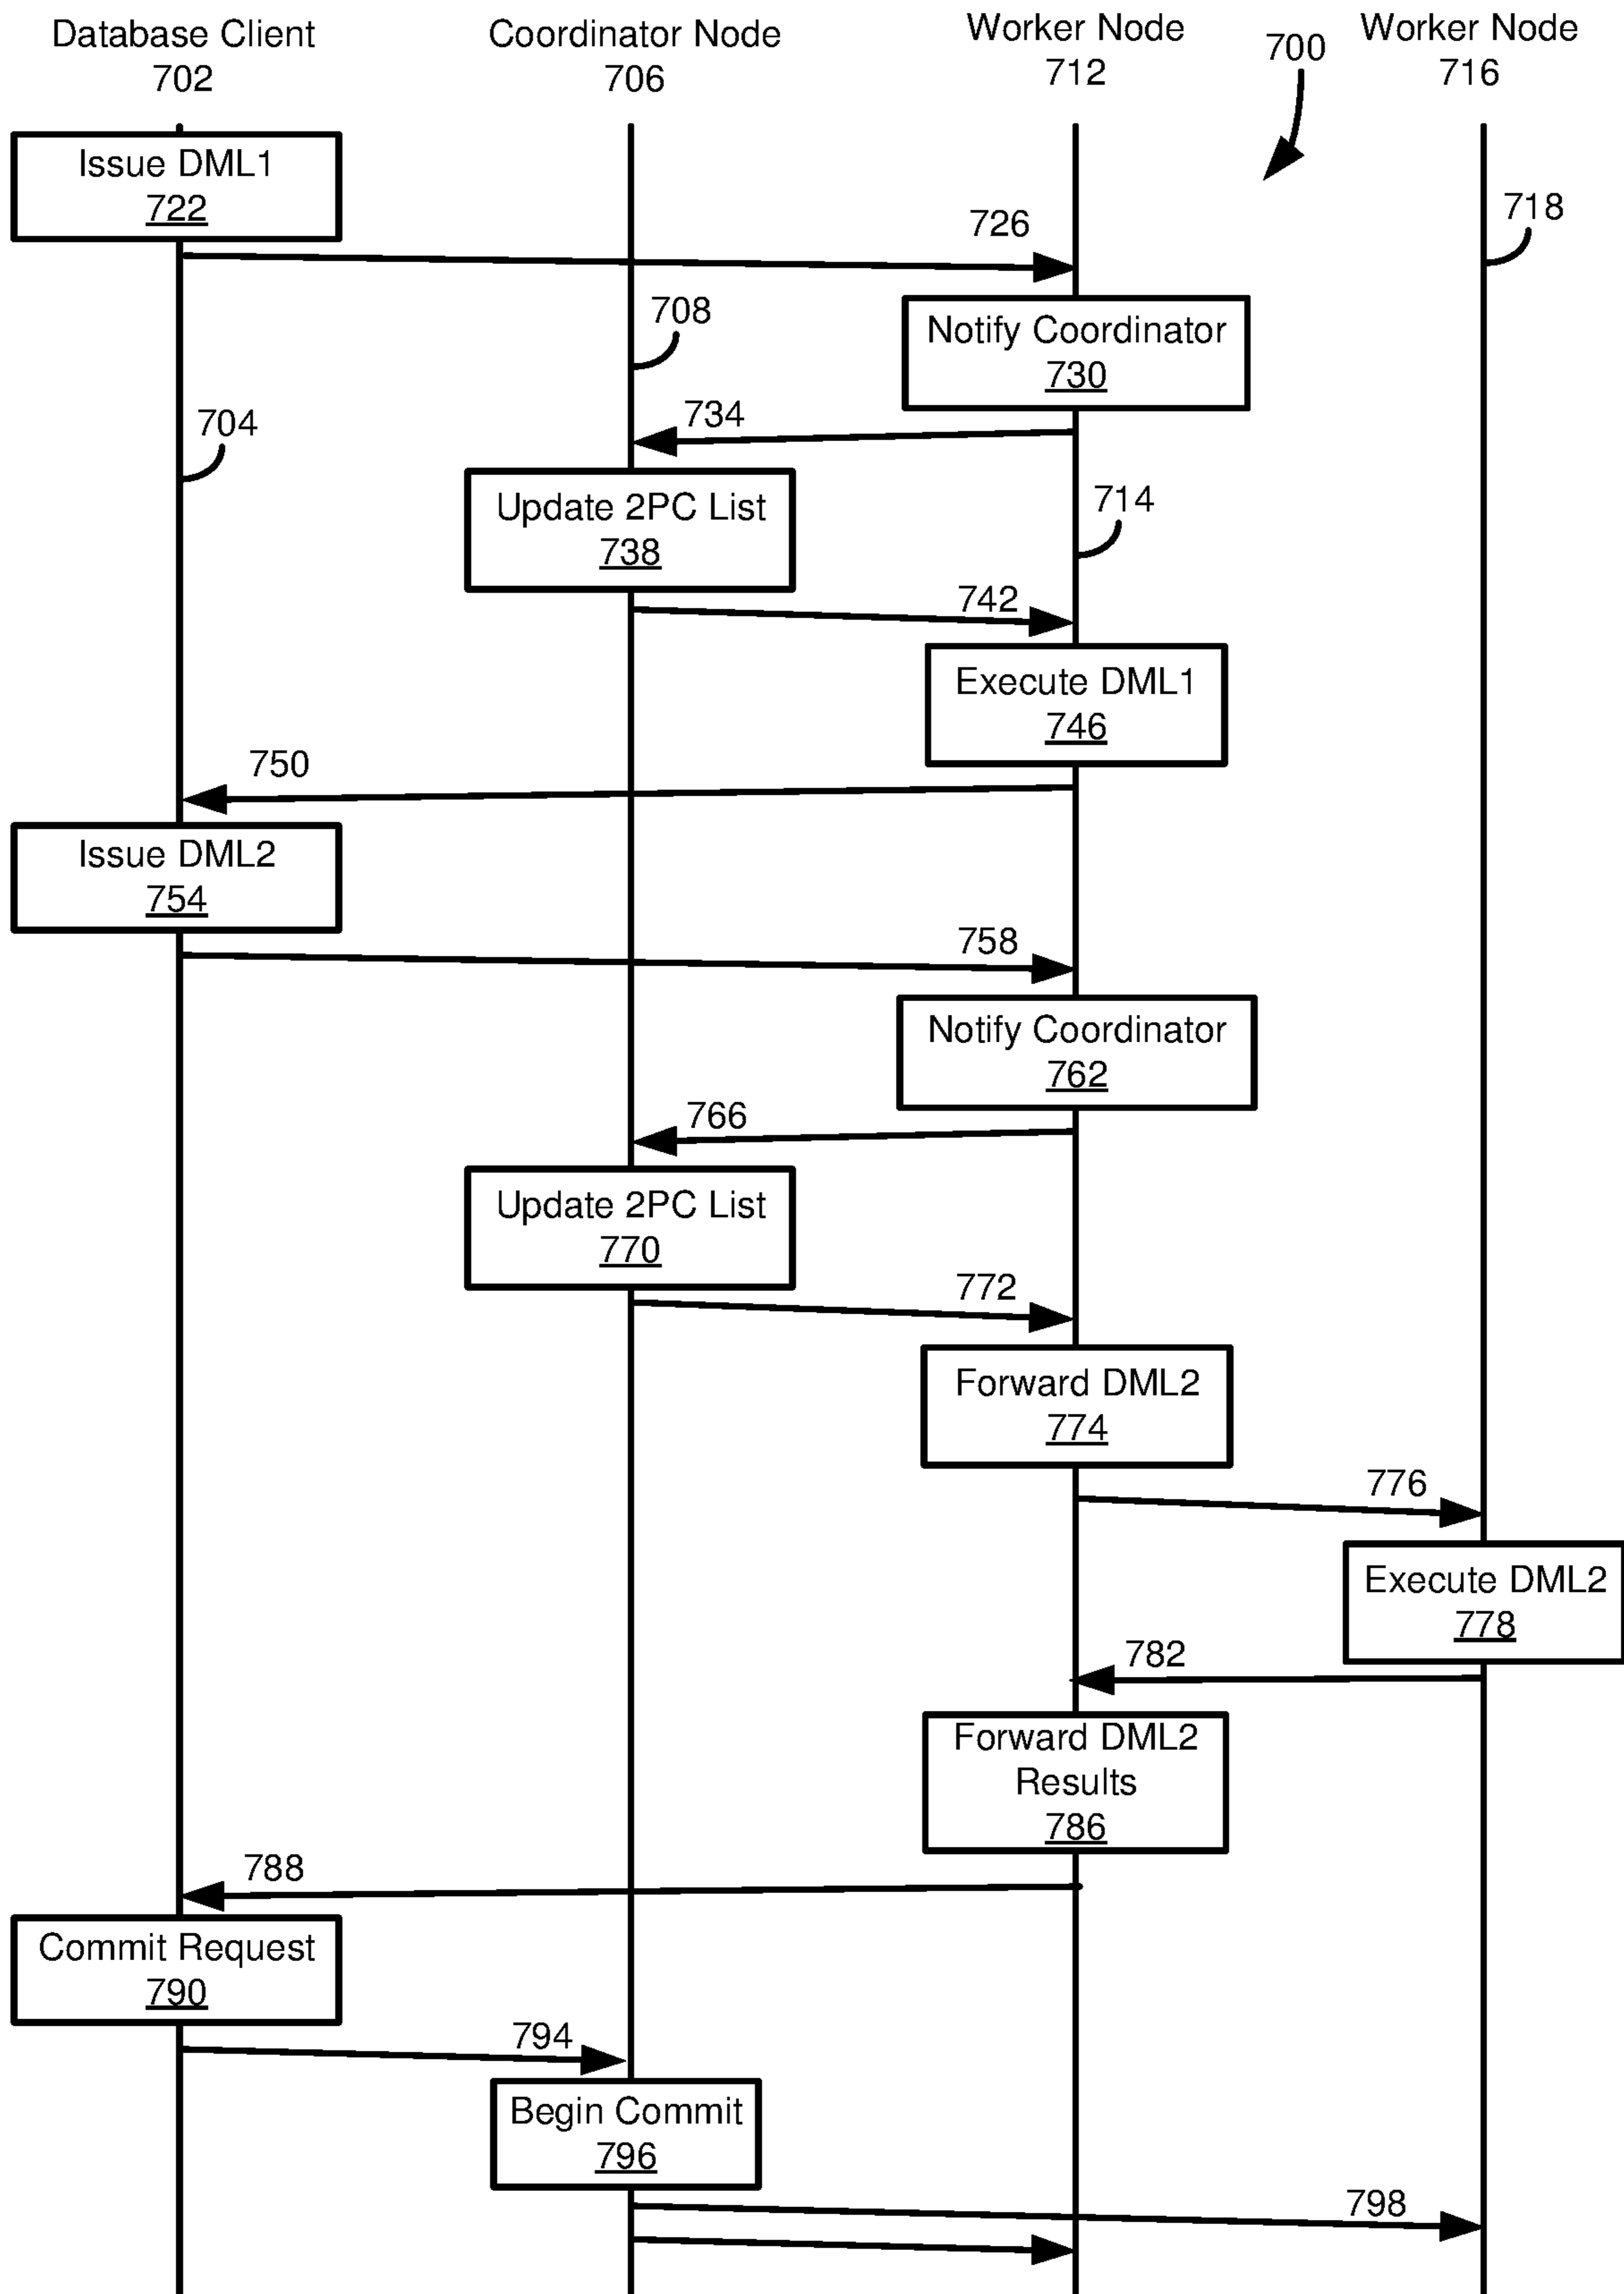 Database Client
702
Coordinator Node
706
Worker Node
712
700
Worker Node
716
Issue DML1
722
726
718
708
Notify Coordinator
730
704
734
Update 2PC List
738
714
742
Execute DML1
746
750
Issue DML2
754
758
Notify Coordinator
762
766
Update 2PC List
770
772
Forward DML2
774
776
Execute DML2
778
782
Forward DML2
Results
786
788
Commit Request
790
794
Begin Commit
796
798